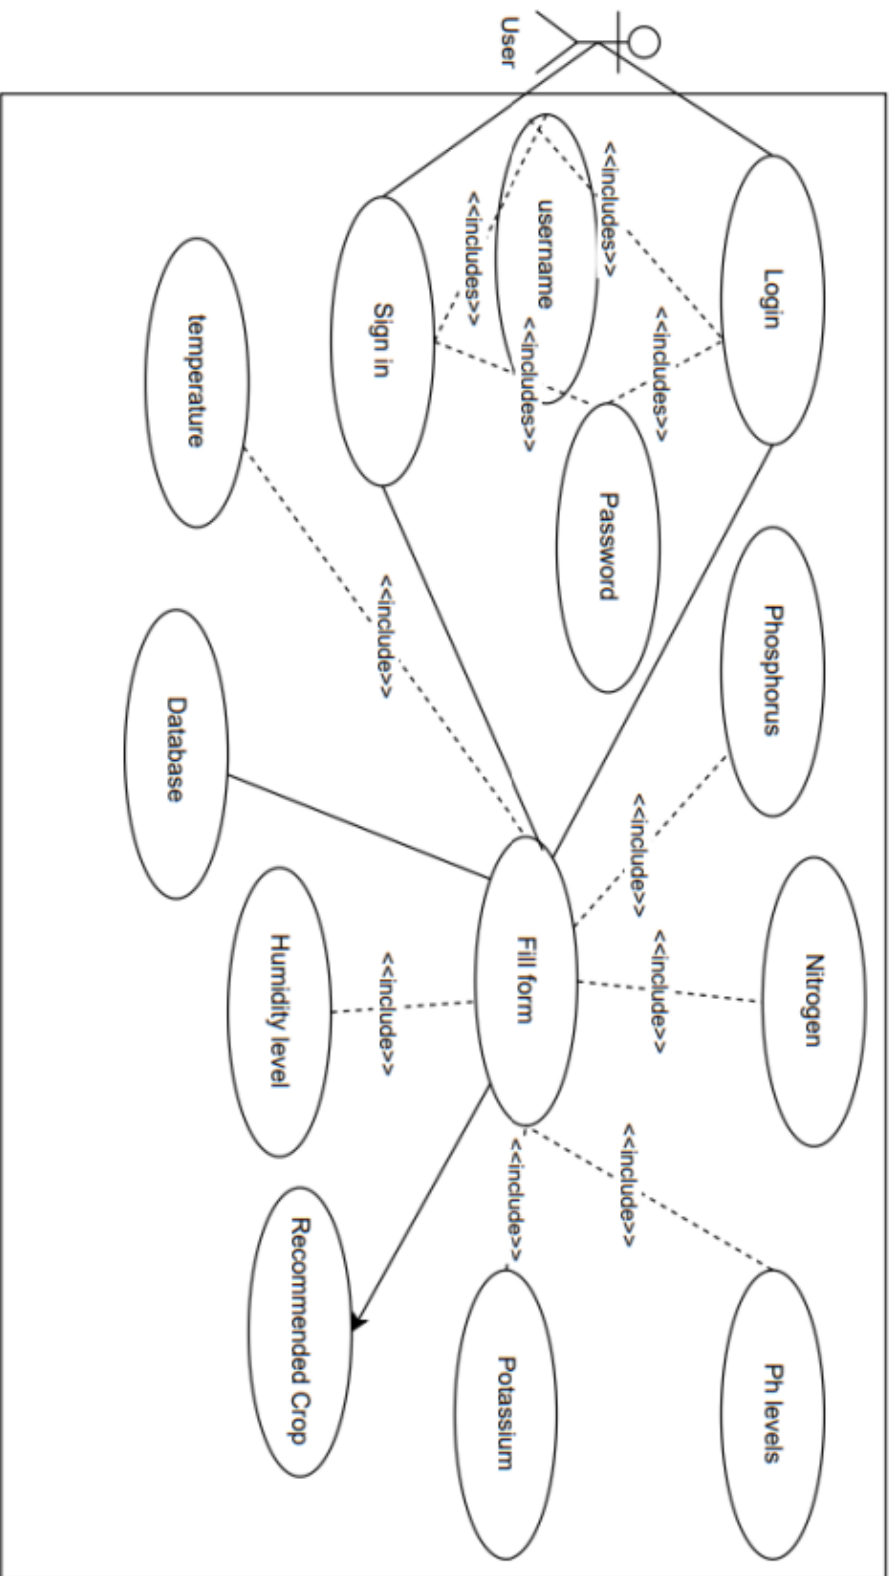 User
Login
<<includes>>
<<includes>>
username
<<includes>>
<<includes>>
Sign in
Password
temperature
<<include>>
Phosphorus
<<include>>
Nitrogen
<<include>>
Fill form
Database
Humidity level
<<include>>
<<include>>
<<include>>
Ph levels
Potassium
Recommended Crop